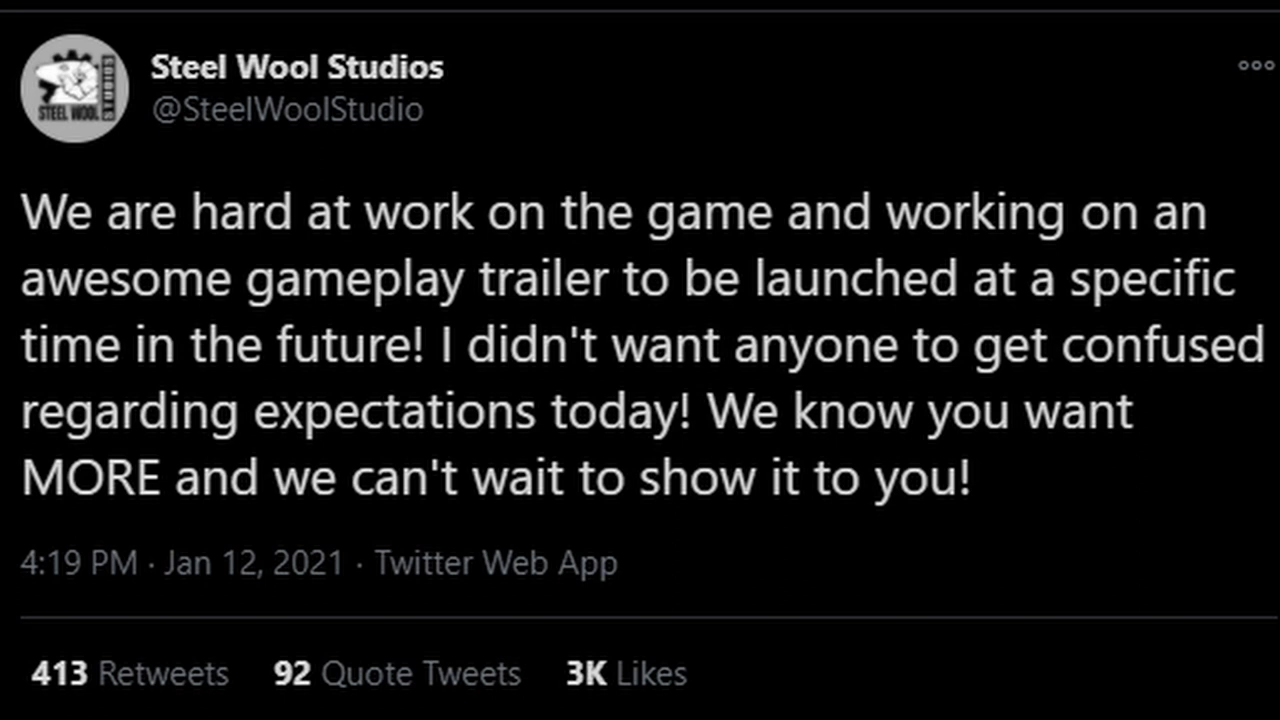 Steel Wool Studios
@SteelWoolStudio
STEEL WOOL
STUDIOS
We are hard at work on the game and working on an
awesome gameplay trailer to be launched at a specific
time in the future! I didn't want anyone to get confused
regarding expectations today! We know you want
MORE and we can't wait to show it to you!
4:19 PM · Jan 12, 2021 · Twitter Web App
413 Retweets 92 Quote Tweets 3K Likes